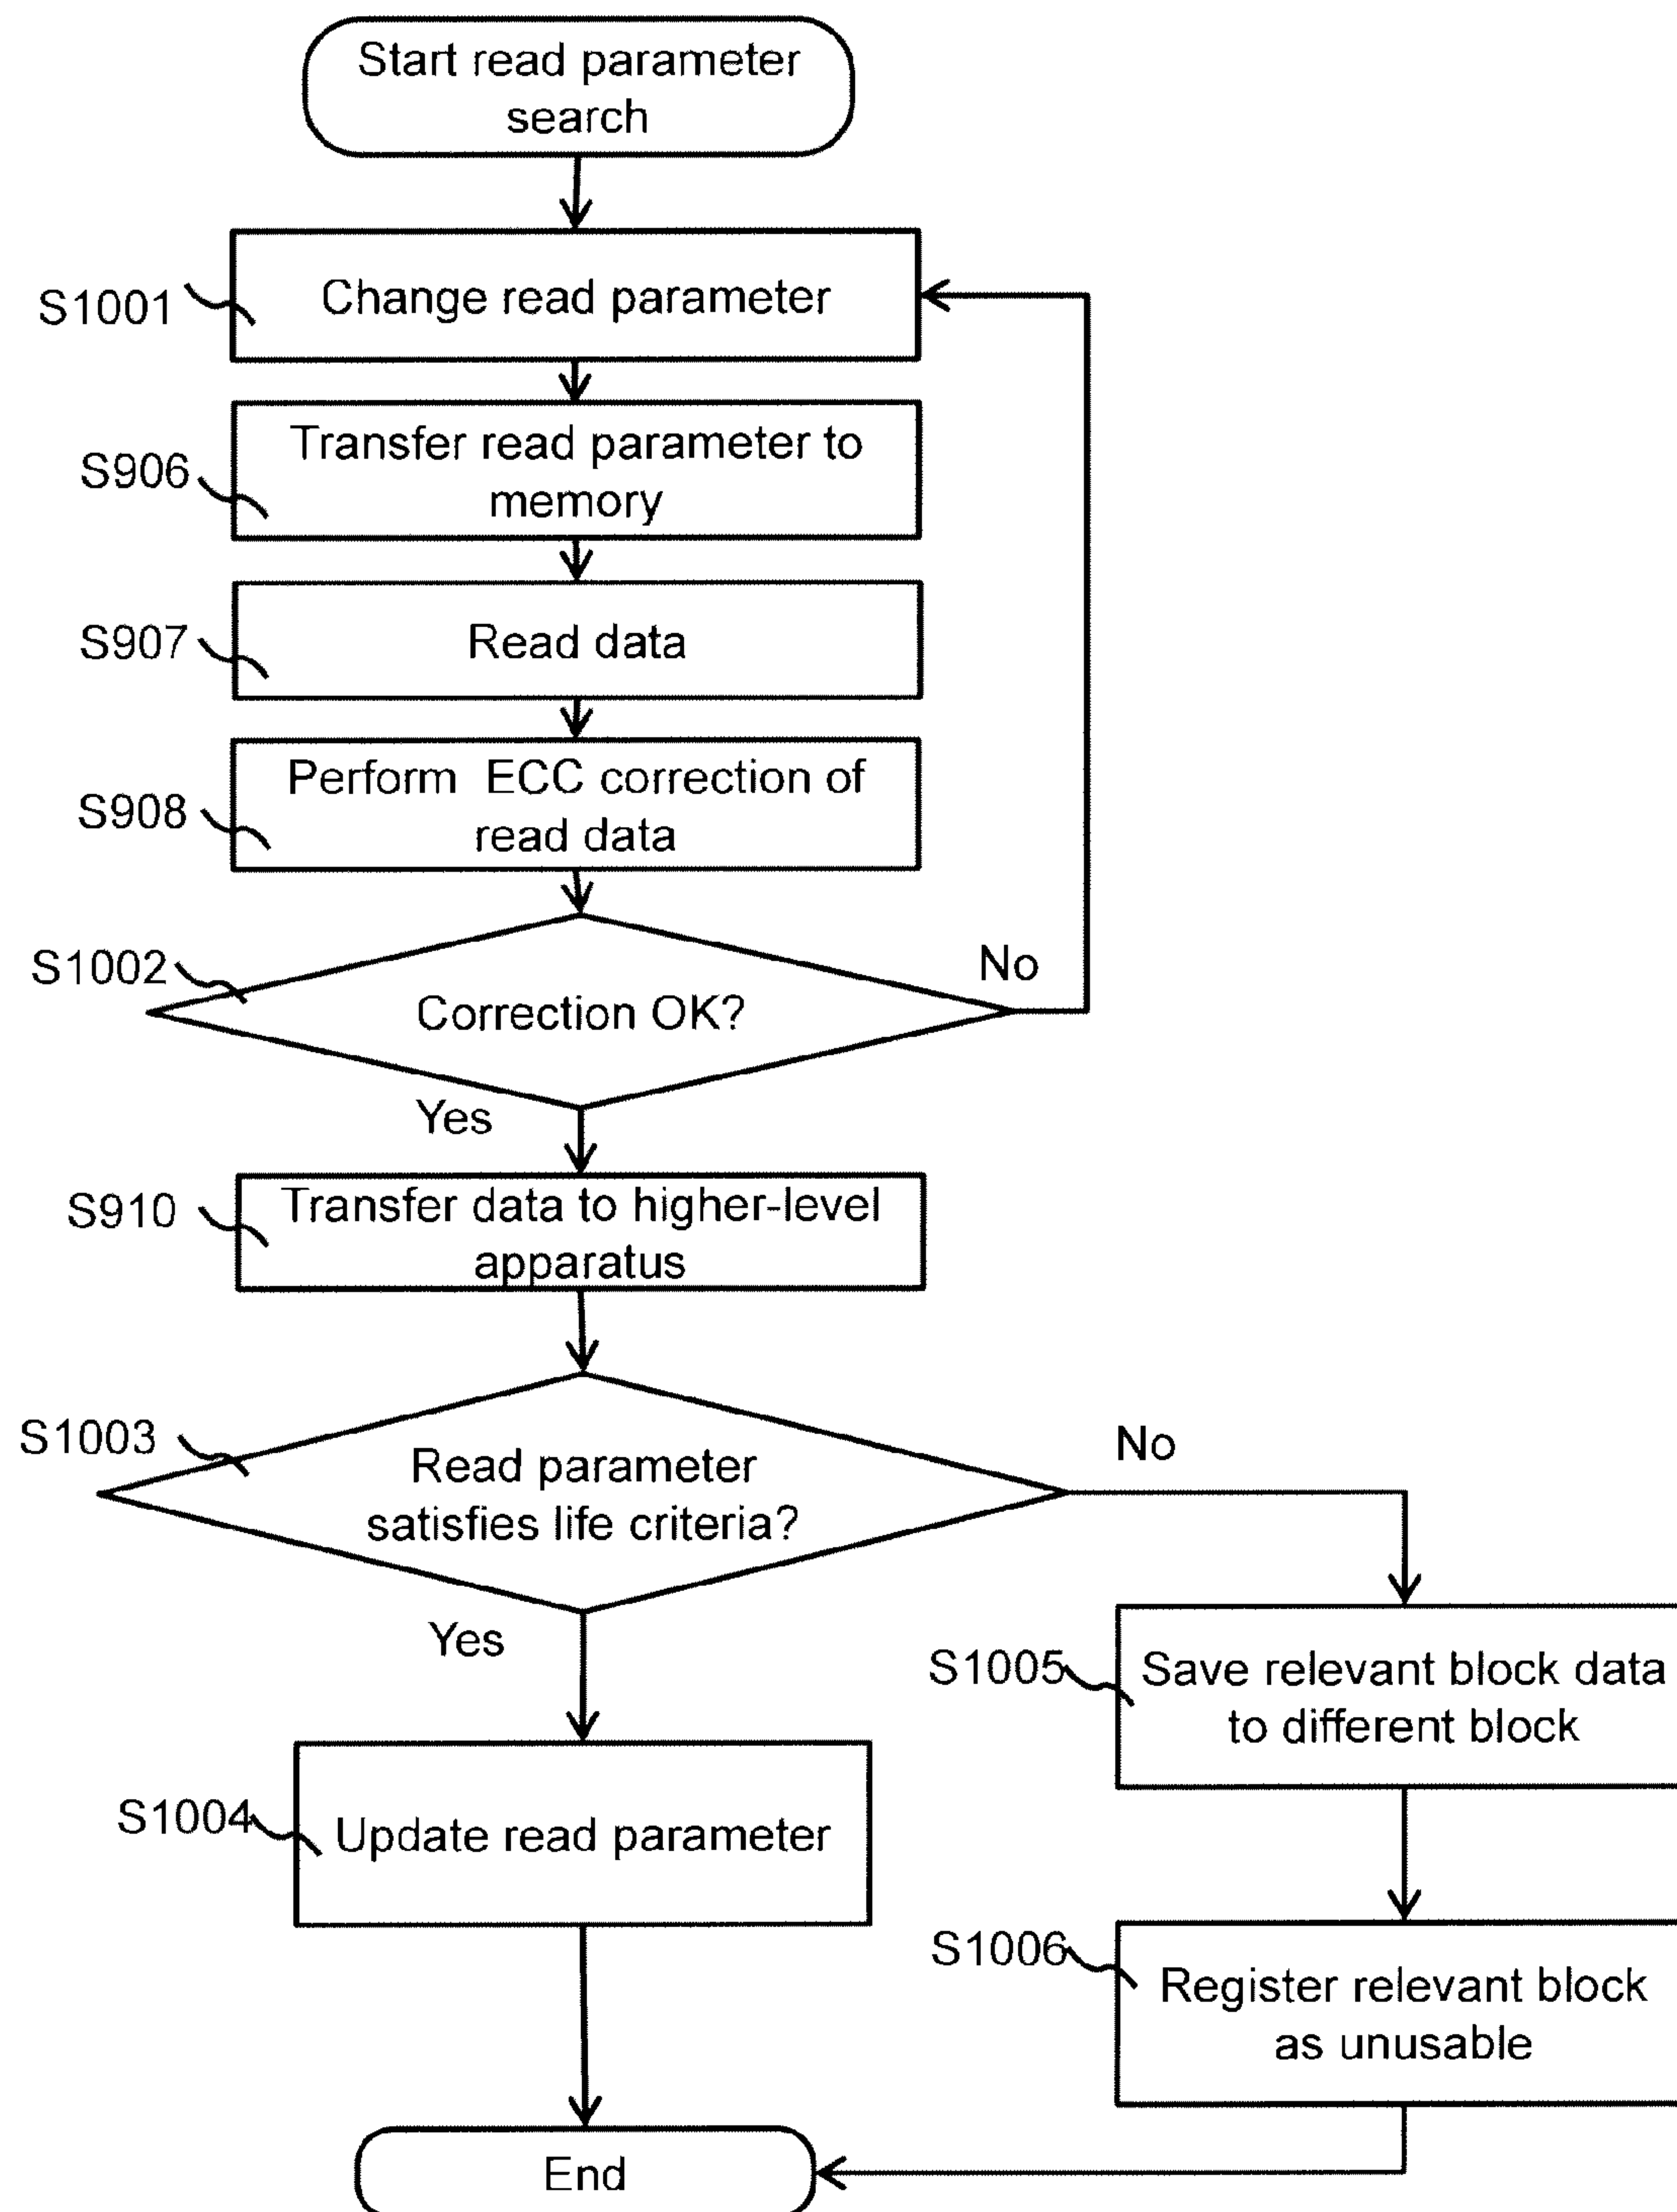 Start read parameter
search
S1001
Change read parameter
S906
Transfer read parameter to
memory
S907
Read data
S908
Perform ECC correction of
read data
S1002
Correction OK?
No
Yes
S910
Transfer data to higher-level
apparatus
S1003
Read parameter
satisfies life criteria?
No
Yes
S1005
Save relevant block data
to different block
S1004
Update read parameter
S1006
Register relevant block
as unusable
End